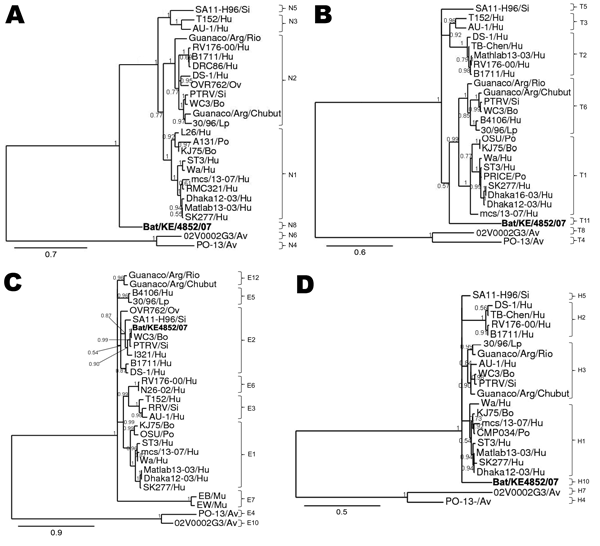 A
SA11-H96/Si
N5
T152/Hu
N3
AU-1/Hu
Guanaco/Arg/Rio
RV176-00/Hu
B1711/Hu
DRC86/Hu
N2
DS-1/Hu
OVR762/Ov
PTRV/Si
WC3/Bo
Guanaco/Arg/Chubut
30/96/Lp
L26/Hu
A131/Po
KJ75/Bo
ST3/Hu
Wa/Hu
N1
mcs/13-07/Hu
RMC321/Hu
Dhaka12-03/Hu
Matlab13-03/Hu
SK277/Hu
Bat/KE/4852/07
N8
02V0002G3/Av
N6
PO-13/Av
N4
0.7
B
SA11-H96/Si
T5
T152/Hu
T3
AU-1/Hu
DS-1/Hu
TB-Chen/Hu
T2
Mathlab13-03/Hu
RV176-00/Hu
B1711/Hu
Guanaco/Arg/Rio
Guanaco/Arg/Chubut
PTRV/Si
T6
WC3/Bo
B4106/Hu
30/96/Lp
OSU/Po
KJ75/Bo
Wa/Hu
ST3/Hu
PRICE/Po
T1
SK277/Hu
Dhaka16-03/Hu
Dhaka12-03/Hu
mcs/13-07/Hu
Bat/KE/4852/07
T11
02V0002G3/Av
T8
PO-13/Av
T4
0.6
C
Guanaco/Arg/Rio
E12
Guanaco/Arg/Chubut
B4106/Hu
E5
30/96/Lp
OVR762/Ov
SA11-H96/Si
Bat/KE4852/07
WC3/Bo
E2
PTRV/Si
I321/Hu
B1711/Hu
DS-1/Hu
RV176-00/Hu
E6
N26-02/Hu
T152/Hu
RRV/Si
E3
AU-1/Hu
KJ75/Bo
OSU/Po
ST3/Hu
mcs/13-07/Hu
E1
Wa/Hu
Matlab13-03/Hu
Dhaka12-03/Hu
SK277/Hu
EB/Mu
E7
EW/Mu
PO-13/Av
E4
02V0002G3/Av
E10
0.9
D
SA11-H96/Si
H5
DS-1/Hu
TB-Chen/Hu
H2
RV176-00/Hu
B1711/Hu
30/96/Lp
Guanaco/Arg/Rio
AU-1/Hu
H3
WC3/Bo
PTRV/Si
Guanaco/Arg/Chubut
Wa/Hu
KJ75/Bo
mcs/13-07/Hu
CMP034/Po
H1
ST3/Hu
Matlab13-03/Hu
SK277/Hu
Dhaka12-03/Hu
Bat/KE4852/07
H10
02V0002G3/Av
H7
PO-13-/Av
H4
0.5